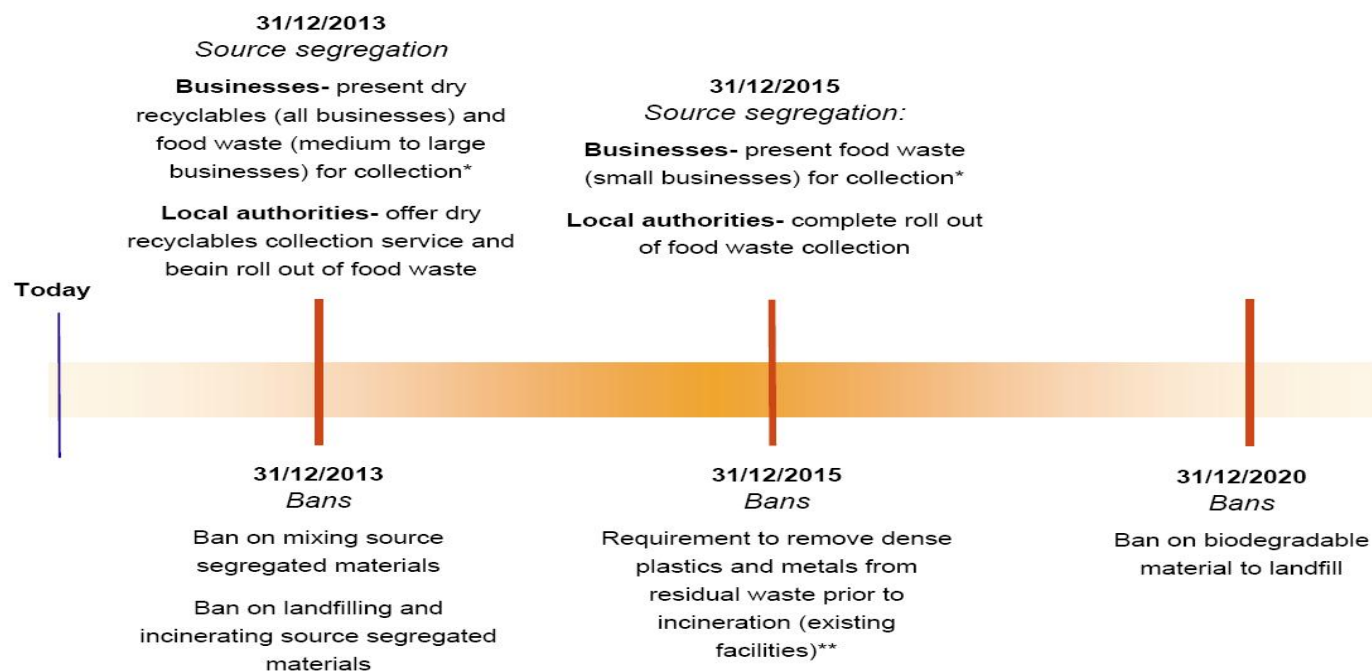 31/12/2013
Source segregation
Businesses- present dry
recyclables (all businesses) and
food waste (medium to large
businesses) for collection*
Local authorities- offer dry
recyclables collection service and
begin roll out of food waste
31/12/2015
Source segregation:
Businesses- present food waste
(small businesses) for collection*
Local authorities- complete roll out
of food waste collection
Today
31/12/2013
Bans
Ban on mixing source
segregated materials
Ban on landfilling and
incinerating source segregated
materials
31/12/2015
Bans
Requirement to remove dense
plastics and metals from
residual waste prior to
incineration (existing
facilities)**
31/12/2020
Bans
Ban on biodegradable
material to landfill